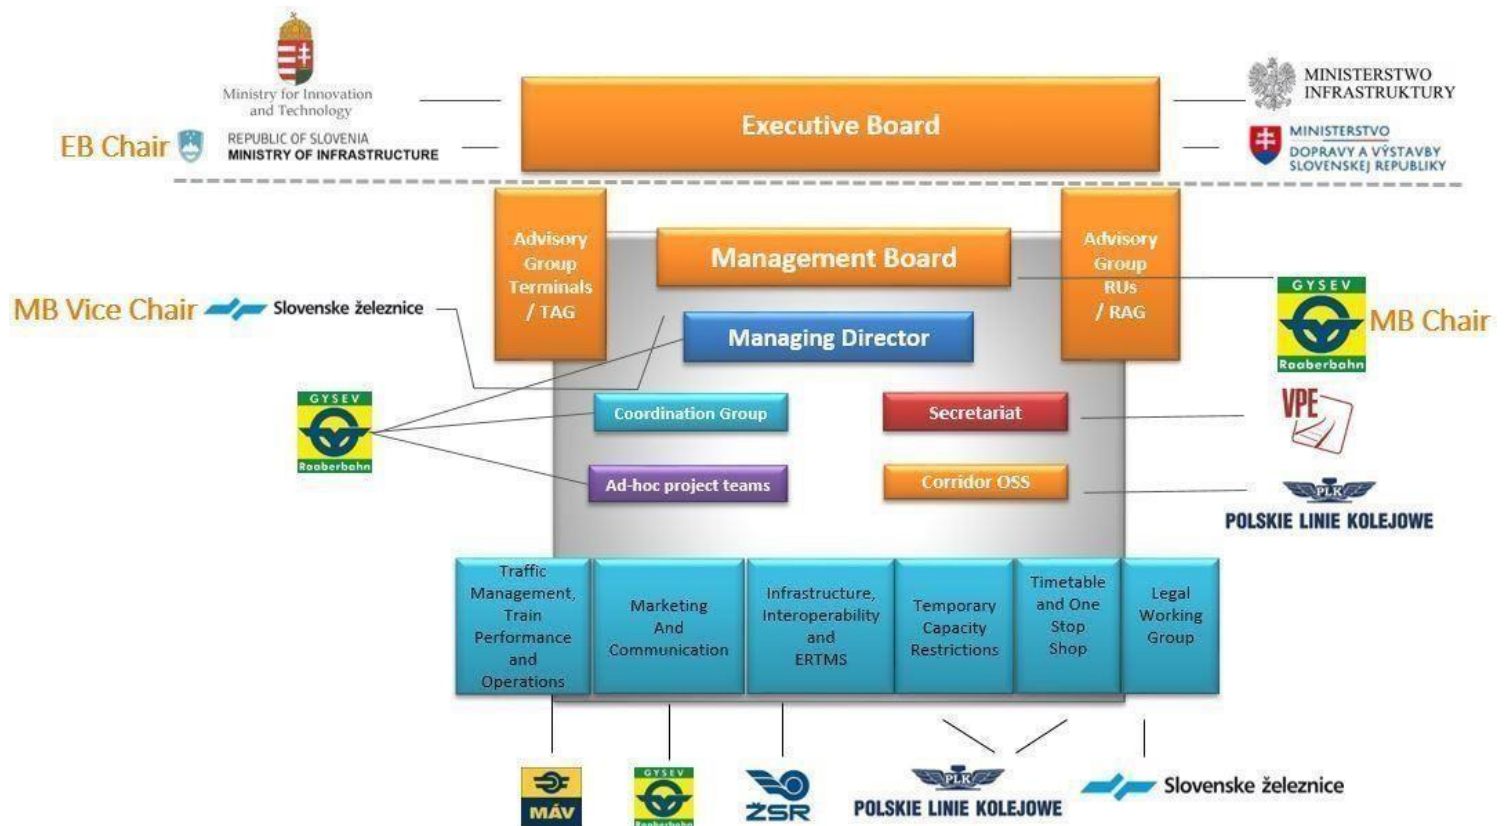 Ministry for Innovation
and Technology
EB Chair
REPUBLIC OF SLOVENIA
MINISTRY OF INFRASTRUCTURE
Executive Board
MINISTERSTWO
INFRASTRUKTURY
MINISTERSTVO
DOPRAVY A VÝSTAVBY
SLOVENSKEJ REPUBLIKY
Advisory
Group
Terminals
/ TAG
Management Board
Advisory
Group
RUs
/ RAG
MB Vice Chair
Slovenske železnice
Managing Director
GYSEV
Raaberbahn
MB Chair
GYSEV
Raaberbahn
Coordination Group
Secretariat
VPE
Ad-hoc project teams
Corridor OSS
PLK
POLSKIE LINIE KOLEJOWE
Traffic
Management,
Train
Performance
and
Operations
Marketing
And
Communication
Infrastructure,
Interoperability
and
ERTMS
Temporary
Capacity
Restrictions
Timetable
and One
Stop
Shop
Legal
Working
Group
MÁV
GYSEV
Raaberbahn
ŽSR
PLK
POLSKIE LINIE KOLEJOWE
Slovenske železnice